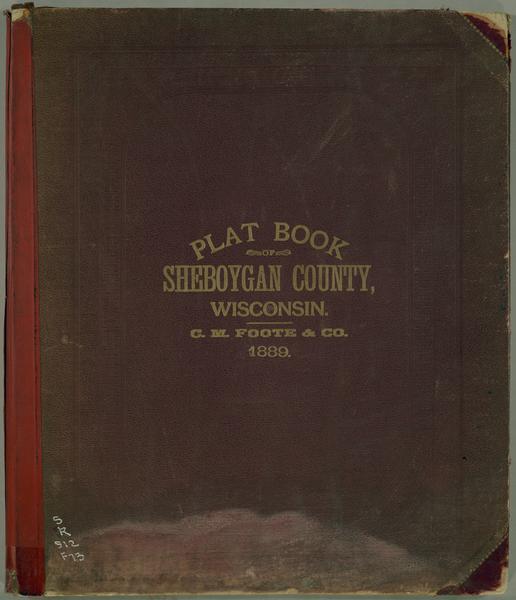 PLAT BOOK
OF
SHEBOYGAN COUNTY,
WISCONSIN.
C. M. FOOTE & CO.
1889.
S
R
912
F73